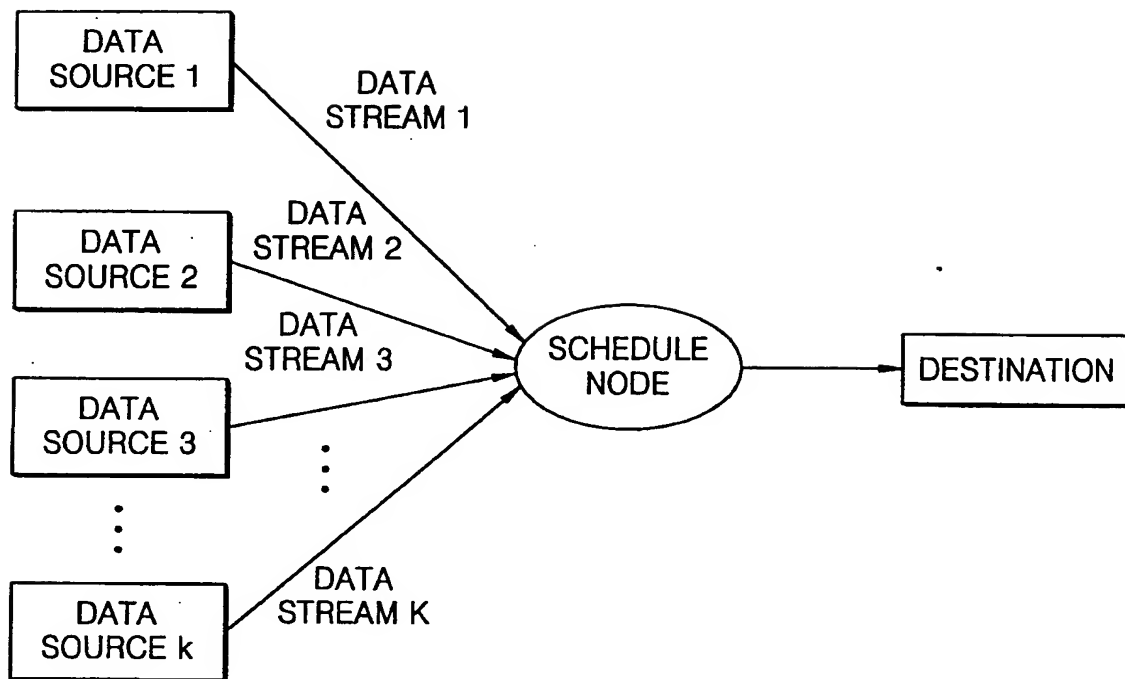 DATA
SOURCE 1
DATA
STREAM 1
DATA
SOURCE 2
DATA
STREAM 2
DATA
STREAM 3
DATA
SOURCE 3
SCHEDULE
NODE
DESTINATION
DATA
SOURCE k
DATA
STREAM K